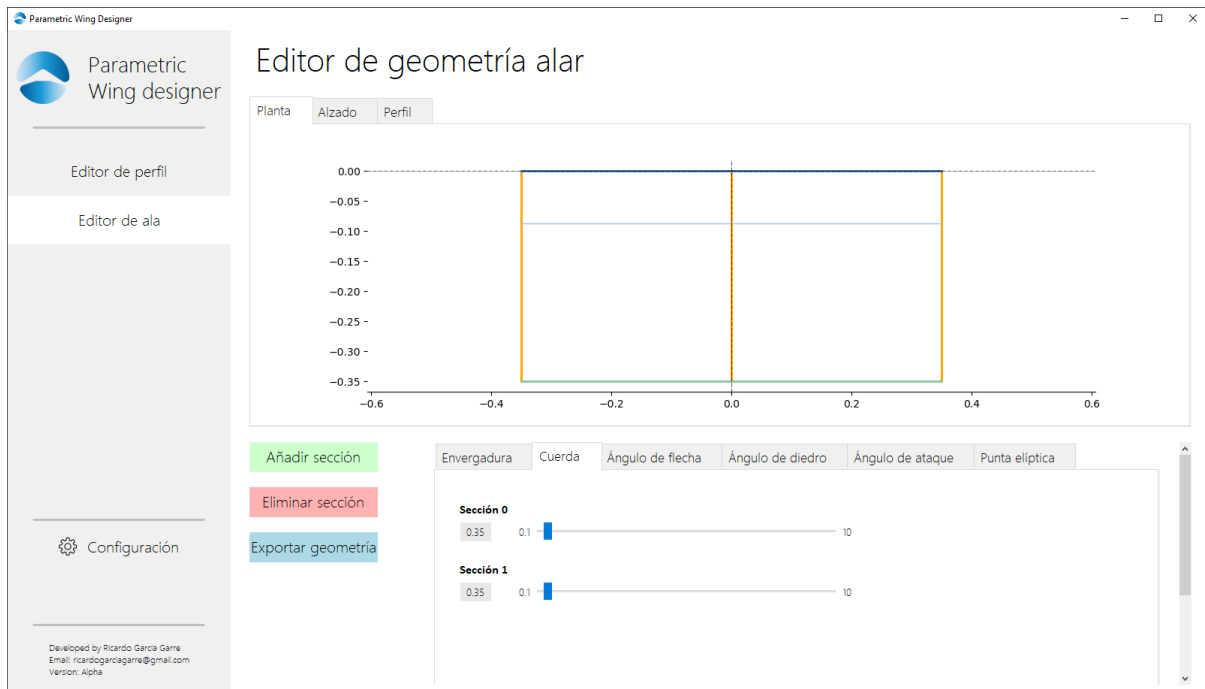 Parametric Wing Designer
Parametric
Wing designer
Editor de perfil
Editor de ala
Configuración
Developed by Ricardo García Garre
Email: ricardogarciagarre@gmail.com
Version: Alpha
Editor de geometría alar
Planta Alzado Perfil
0.00
−0.05
−0.10
−0.15
−0.20
−0.25
−0.30
−0.35
−0.6 −0.4 −0.2 0.0 0.2 0.4 0.6
Añadir sección
Eliminar sección
Exportar geometría
Envergadura Cuerda Ángulo de flecha Ángulo de diedro Ángulo de ataque Punta elíptica
Sección 0
0.35 0.1 10
Sección 1
0.35 0.1 10